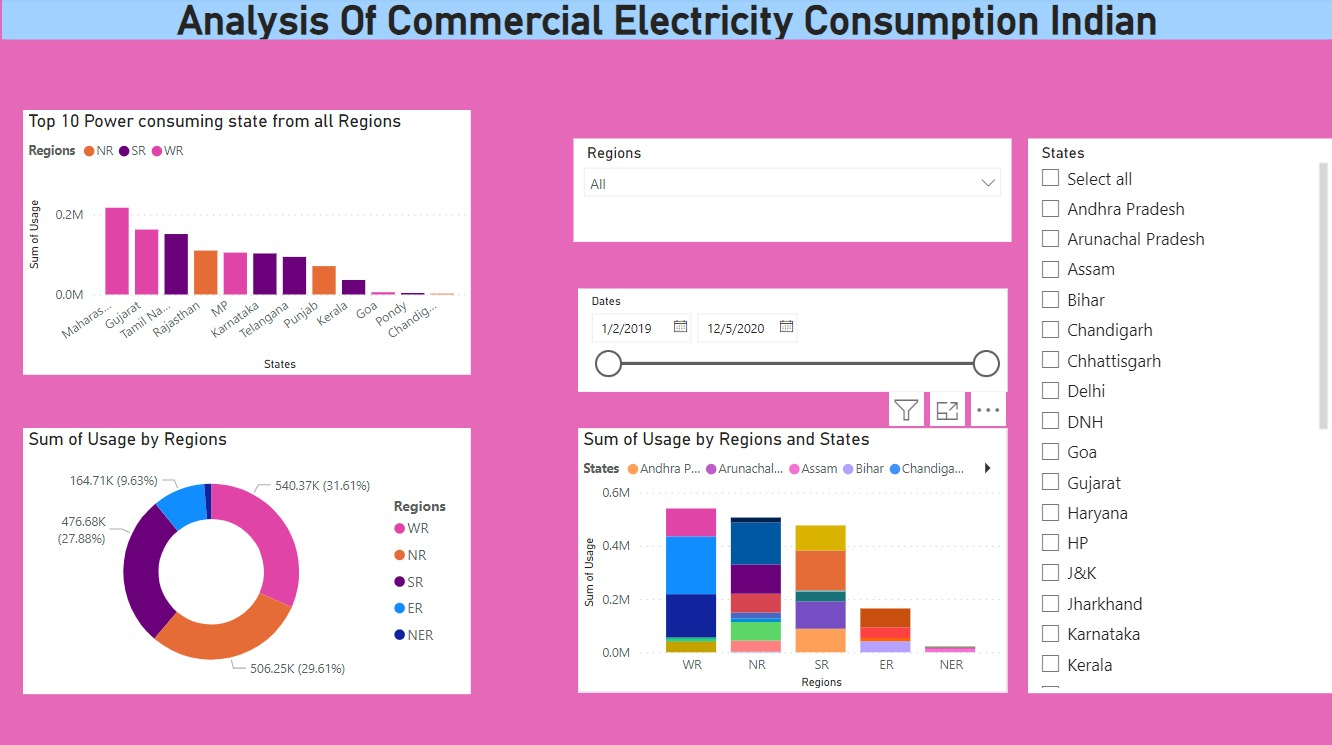 Analysis Of Commercial Electricity Consumption Indian
Top 10 Power consuming state from all Regions
Regions NR SR WR
Sum of Usage
0.2M
0.0M
Maharas...
Gujarat
Tamil Na...
Rajasthan
MP
Karnataka
Telangana
Punjab
Kerala
Goa
Pondy
Chandig...
States
Regions
All
Dates
1/2/2019 12/5/2020
States
Select all
Andhra Pradesh
Arunachal Pradesh
Assam
Bihar
Chandigarh
Chhattisgarh
Delhi
DNH
Goa
Gujarat
Haryana
HP
J&K
Jharkhand
Karnataka
Kerala
Sum of Usage by Regions
164.71K (9.63%)
540.37K (31.61%)
476.68K
(27.88%)
506.25K (29.61%)
Regions
WR
NR
SR
ER
NER
Sum of Usage by Regions and States
States Andhra P... Arunachal... Assam Bihar Chandiga...
Sum of Usage
0.6M
0.4M
0.2M
0.0M
WR NR SR ER NER
Regions